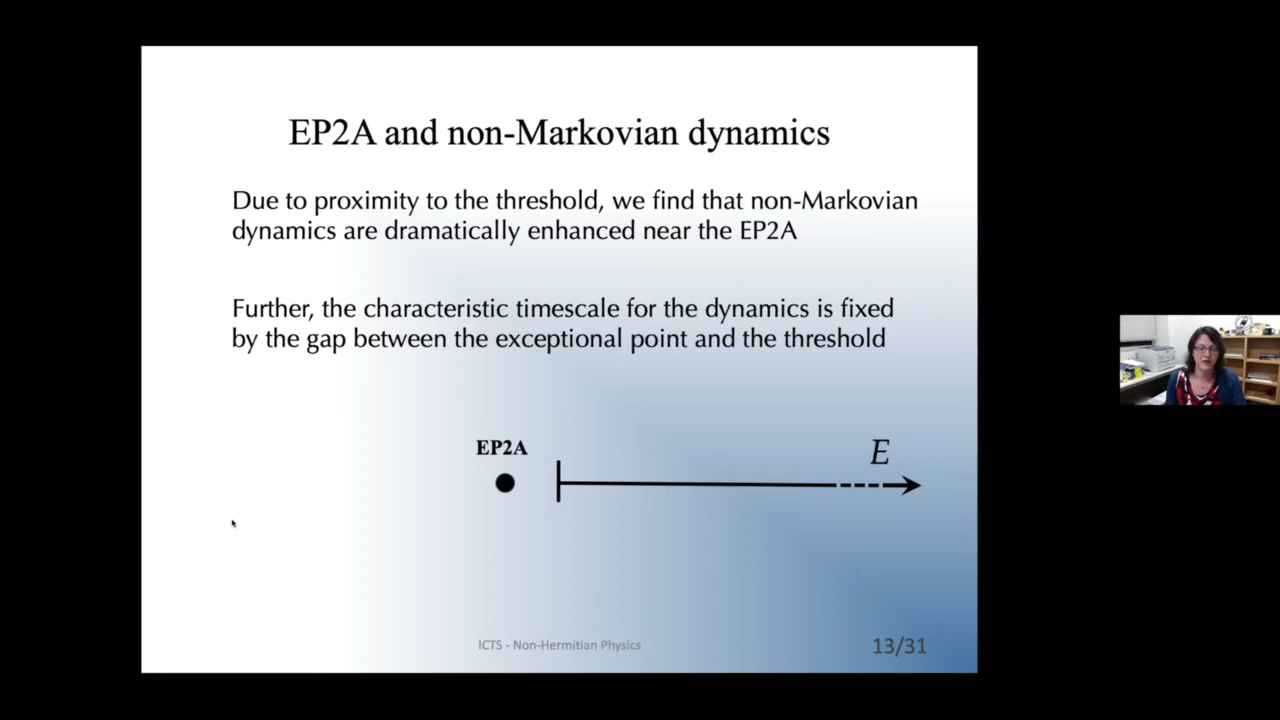 EP2A and non-Markovian dynamics
Due to proximity to the threshold, we find that non-Markovian
dynamics are dramatically enhanced near the EP2A
Further, the characteristic timescale for the dynamics is fixed
by the gap between the exceptional point and the threshold
EP2A
E
ICTS - Non-Hermitian Physics
13/31